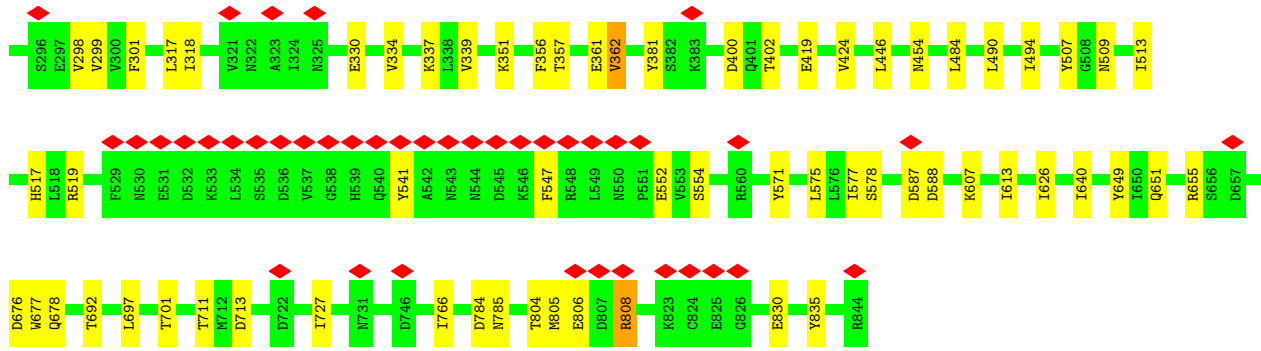 S296 E297 V298 V299 V300 F301 L317 I318 V321 N322 A323 I324 N325 E330 V334 K337 L338 V339 K351 F356 T357 E361 V362 Y381 S382 K383 D400 Q401 T402 E419 V424 L446 N454 L484 L490 I494 Y507 G508 N509 I513
H517 L518 R519 F529 N530 E531 D532 K533 L534 S535 D536 V537 G538 H539 Q540 Y541 A542 N543 N544 D545 K546 F547 R548 L549 N550 P551 E552 V553 S554 R560 Y571 L575 L576 I577 S578 D587 D588 K607 I613 I626 I640 Y649 I650 Q651 R655 S656 D657
D676 W677 Q678 T692 L697 T701 T711 M712 D713 D722 I727 N731 D746 I766 D784 N785 T804 M805 E806 D807 R808 K823 C824 E825 G826 E830 Y835 R844